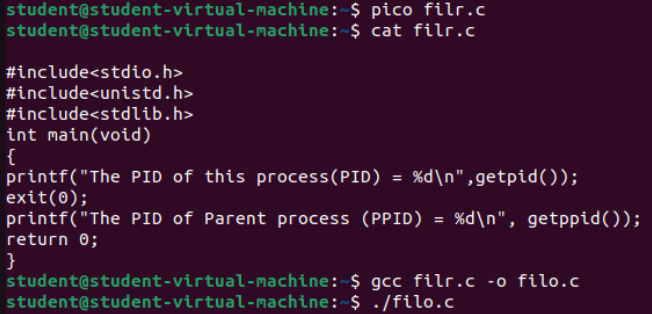 student@student-virtual-machine:~$ pico filr.c
student@student-virtual-machine:~$ cat filr.c
#include<stdio.h>
#include<unistd.h>
#include<stdlib.h>
int main(void)
{
printf("The PID of this process(PID) = %d\n",getpid());
exit(0);
printf("The PID of Parent process (PPID) = %d\n", getppid());
return 0;
}
student@student-virtual-machine:~$ gcc filr.c -o filo.c
student@student-virtual-machine:~$ ./filo.c